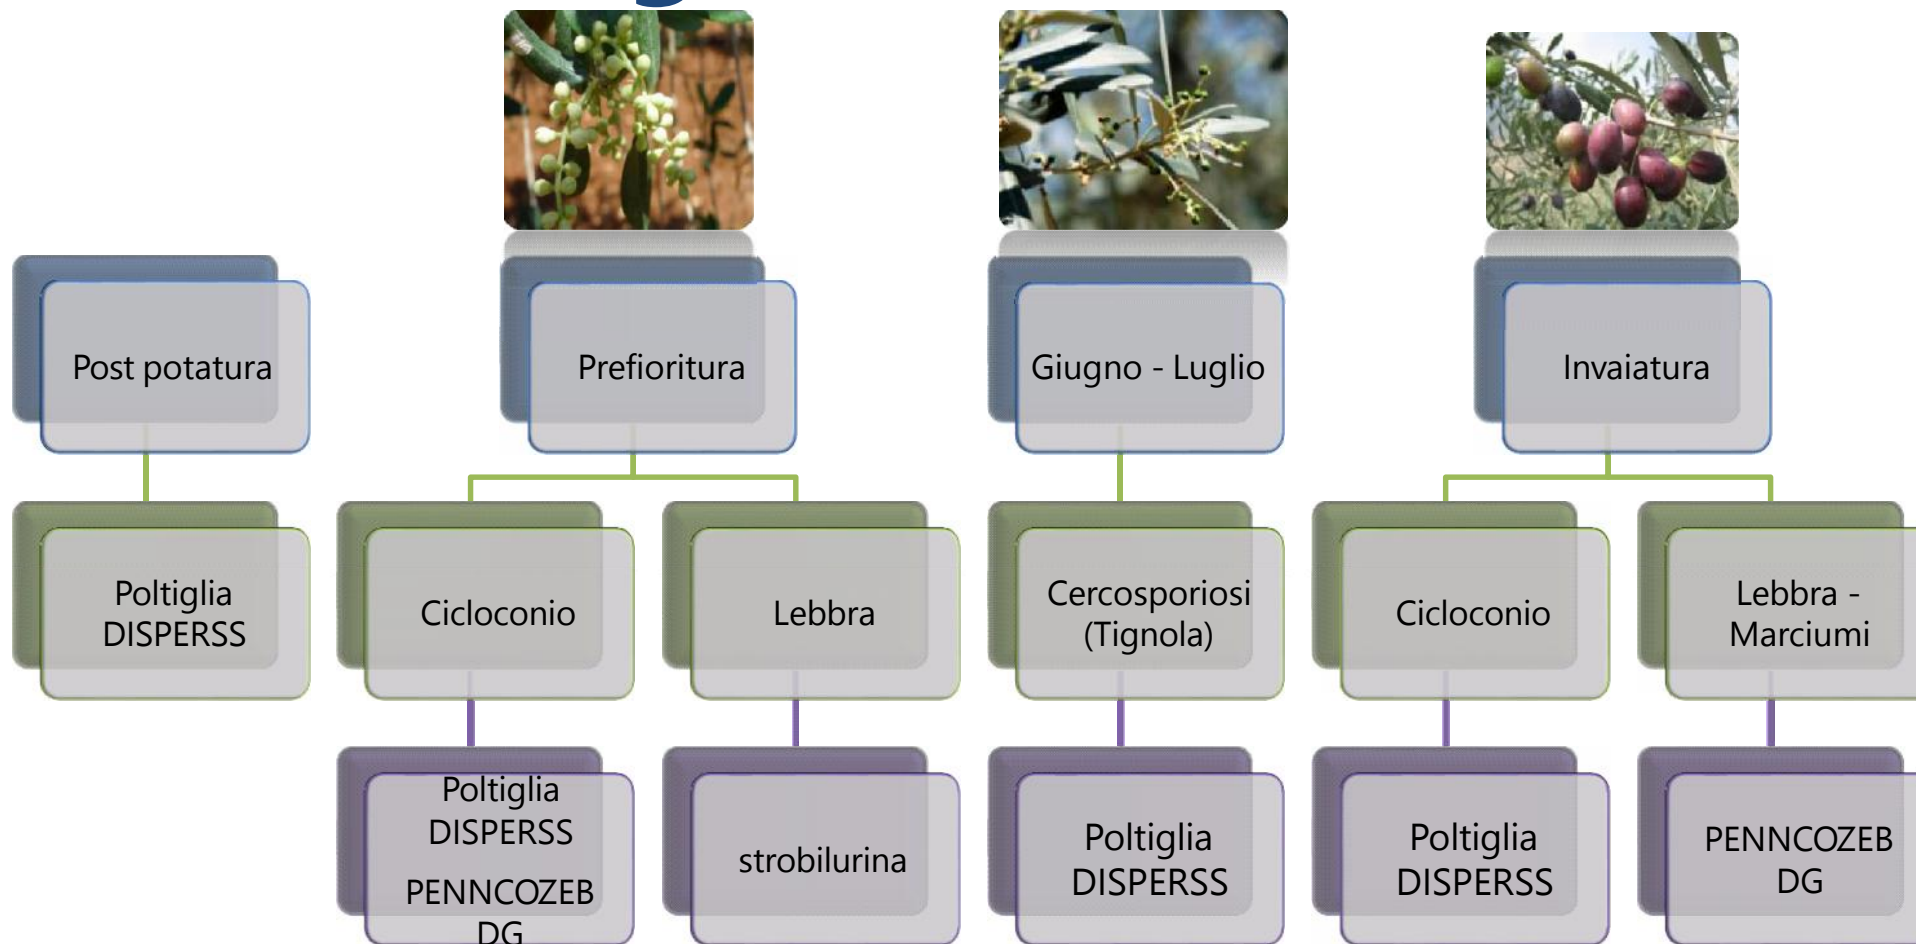 Post potatura
Prefioritura
Giugno - Luglio
Invaiatura
Poltiglia
DISPERSS
Cicloconio
Lebbra
Cercosporiosi
(Tignola)
Cicloconio
Lebbra -
Marciumi
Poltiglia
DISPERSS
PENNCOZEB
DG
strobilurina
Poltiglia
DISPERSS
Poltiglia
DISPERSS
PENNCOZEB
DG